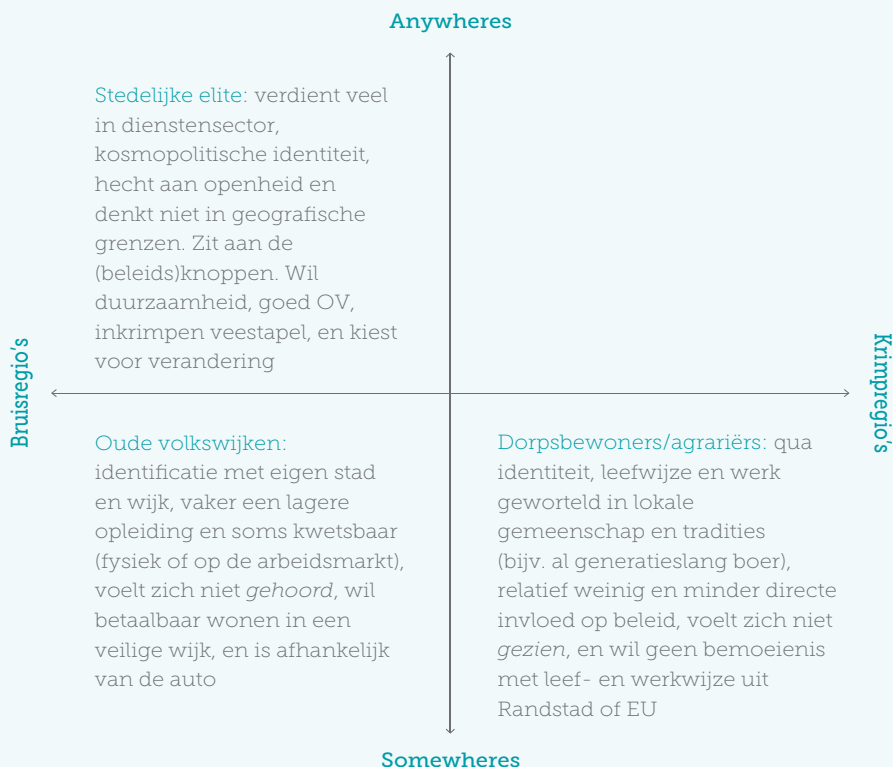 Anywheres
Stedelijke elite: verdient veel
in dienstensector,
kosmopolitische identiteit,
hecht aan openheid en
denkt niet in geografische
grenzen. Zit aan de
(beleids)knoppen. Wil
duurzaamheid, goed OV,
inkrimpen veestapel, en kiest
voor verandering
Bruisregio's
Krimpregio's
Oude volkswijken:
identificatie met eigen stad
en wijk, vaker een lagere
opleiding en soms kwetsbaar
(fysiek of op de arbeidsmarkt),
voelt zich niet gehoord, wil
betaalbaar wonen in een
veilige wijk, en is afhankelijk
van de auto
Dorpsbewoners/agrariërs: qua
identiteit, leefwijze en werk
geworteld in lokale
gemeenschap en tradities
(bijv. al generatieslang boer),
relatief weinig en minder directe
invloed op beleid, voelt zich niet
gezien, en wil geen bemoeienis
met leef- en werkwijze uit
Randstad of EU
Somewheres